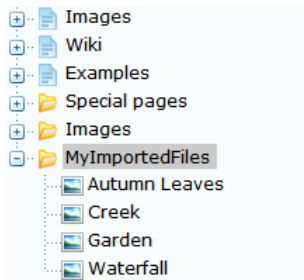 Images
Wiki
Examples
Special pages
Images
MyImportedFiles
Autumn Leaves
Creek
Garden
Waterfall